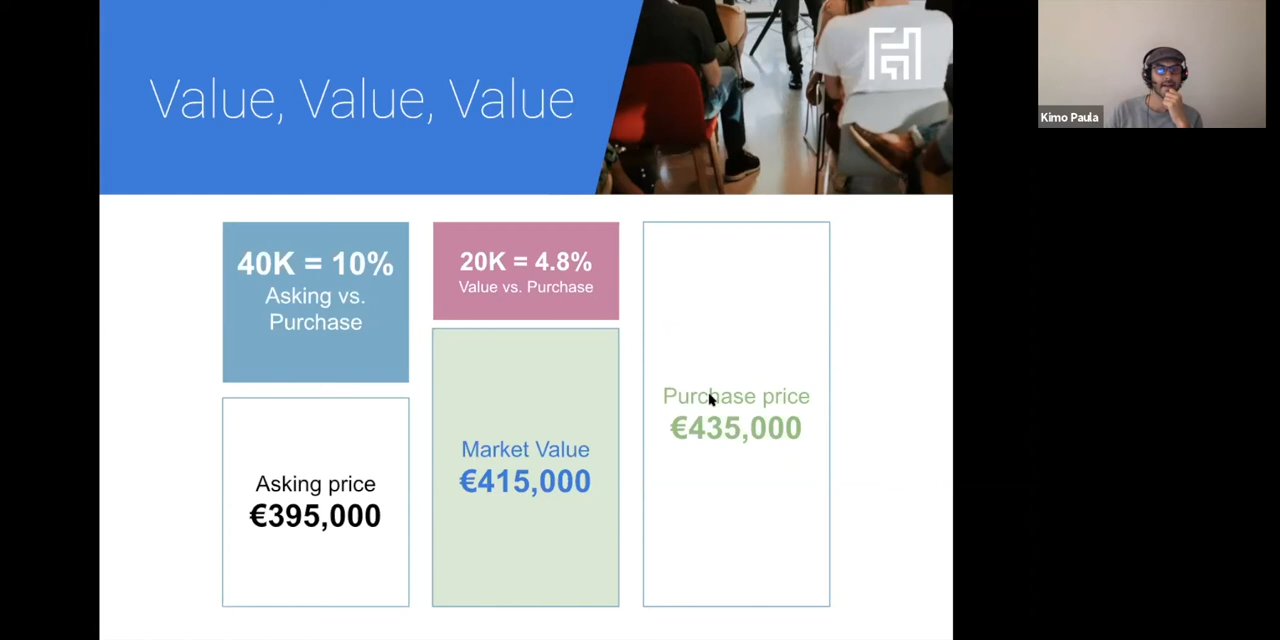 Value, Value, Value
Kimo Paula
40K = 10%
Asking vs.
Purchase
20K = 4.8%
Value vs. Purchase
Purchase price
€435,000
Market Value
€415,000
Asking price
€395,000